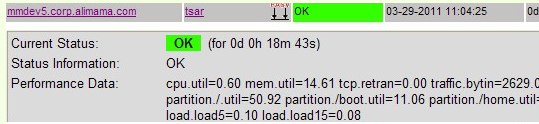 mmdev5.corp.alimama.com tsar PASV OK 03-29-2011 11:04:25 0d
Current Status: OK (for 0d 0h 18m 43s)
Status Information: OK
Performance Data: cpu.util=0.60 mem.util=14.61 tcp.retran=0.00 traffic.bytin=2629.0
partition./.util=50.92 partition./boot.util=11.06 partition./home.util=
load.load5=0.10 load.load15=0.08